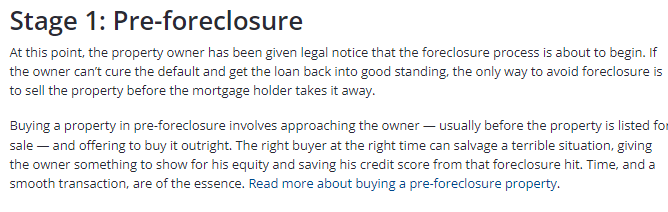 Stage 1: Pre-foreclosure
At this point, the property owner has been given legal notice that the foreclosure process is about to begin. If
the owner can’t cure the default and get the loan back into good standing, the only way to avoid foreclosure is
to sell the property before the mortgage holder takes it away.
Buying a property in pre-foreclosure involves approaching the owner — usually before the property is listed for
sale — and offering to buy it outright. The right buyer at the right time can salvage a terrible situation, giving
the owner something to show for his equity and saving his credit score from that foreclosure hit. Time, and a
smooth transaction, are of the essence. Read more about buying a pre-foreclosure property.